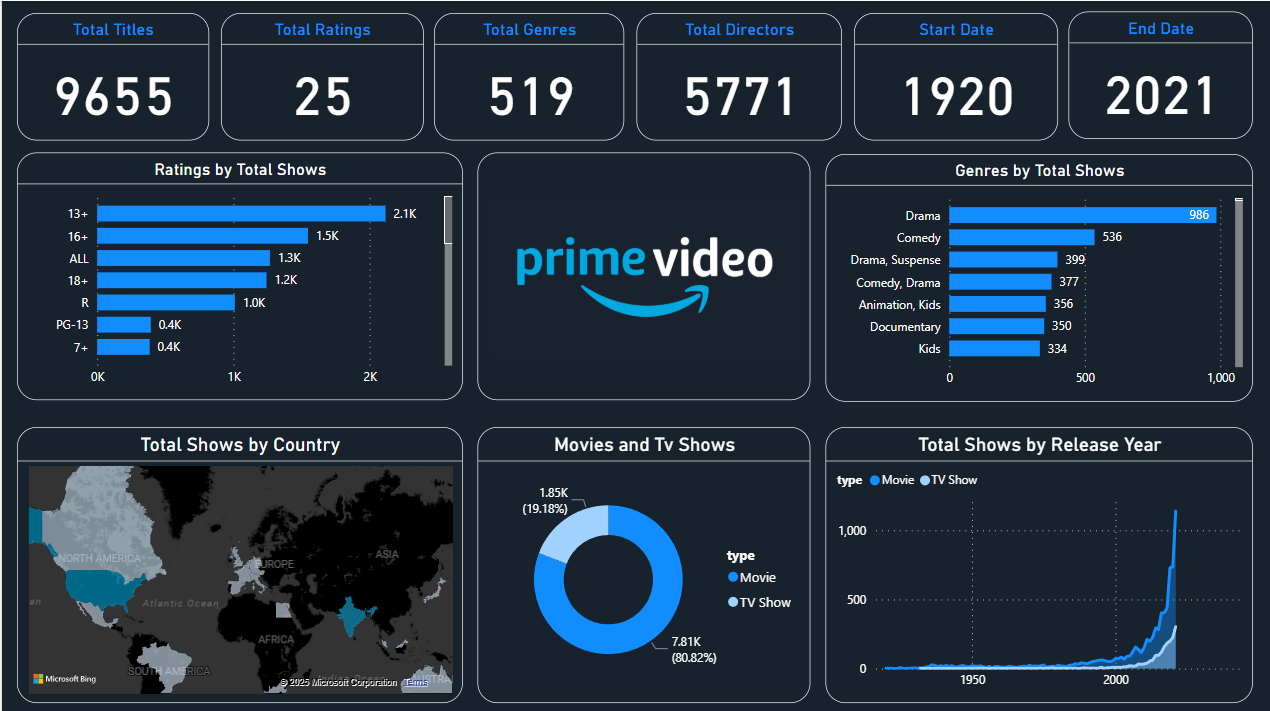 Total Titles
9655
Total Ratings
25
Total Genres
519
Total Directors
5771
Start Date
1920
End Date
2021
Ratings by Total Shows
13+ 2.1K
16+ 1.5K
ALL 1.3K
18+ 1.2K
R 1.0K
PG-13 0.4K
7+ 0.4K
0K 1K 2K
prime video
Genres by Total Shows
Drama 986
Comedy 536
Drama, Suspense 399
Comedy, Drama 377
Animation, Kids 356
Documentary 350
Kids 334
0 500 1,000
Total Shows by Country
NORTH AMERICA
EUROPE
ASIA
Atlantic Ocean
AFRICA
SOUTH AMERICA
Indian Ocean
Microsoft Bing
© 2025 Microsoft Corporation Terms
Movies and Tv Shows
1.85K
(19.18%)
7.81K
(80.82%)
type
Movie
TV Show
Total Shows by Release Year
type Movie TV Show
1,000
500
0
1950 2000